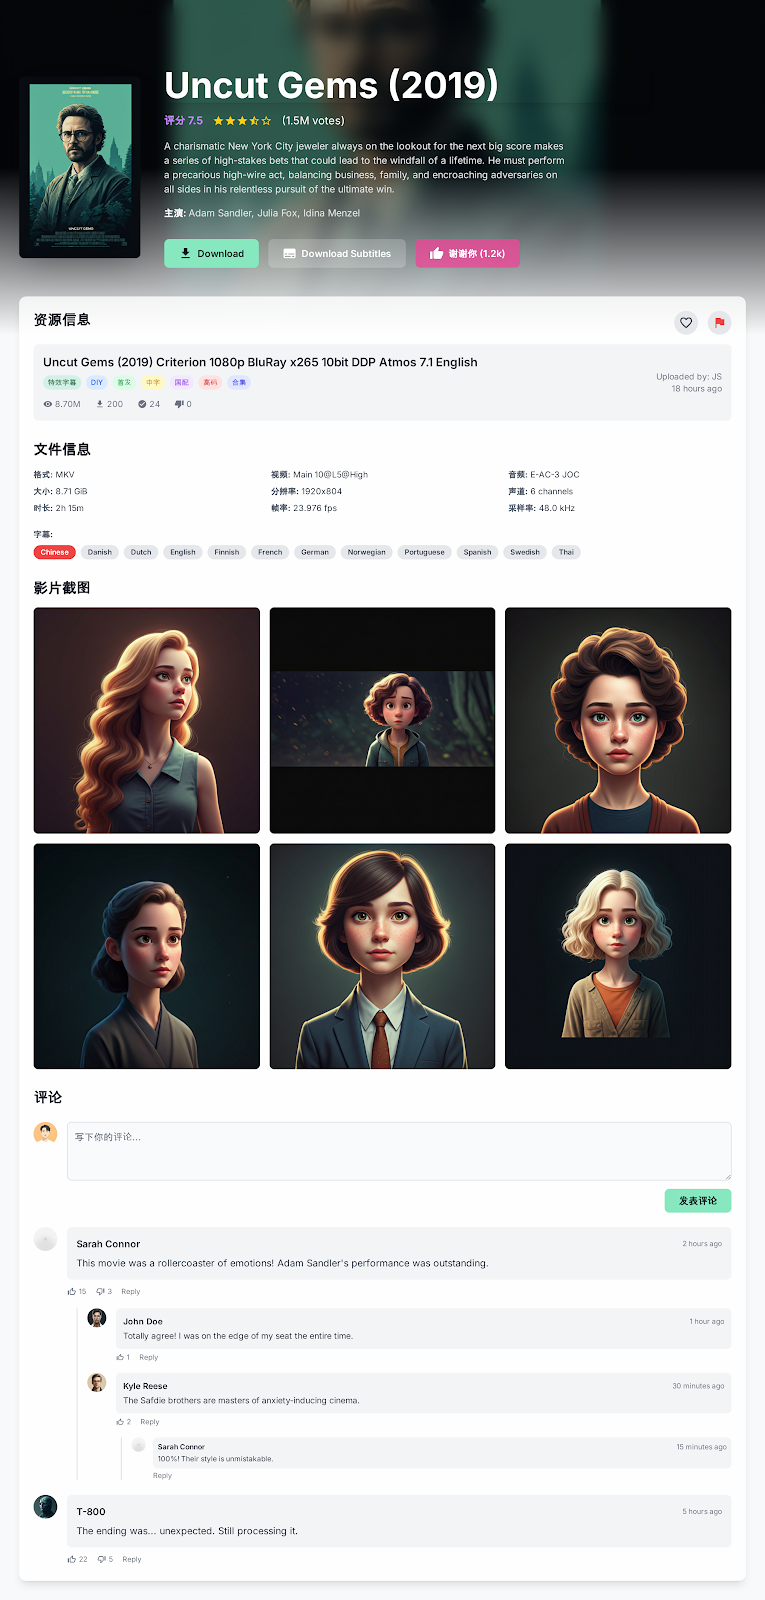 Uncut Gems (2019)
评分 7.5 (1.5M votes)
A charismatic New York City jeweler always on the lookout for the next big score makes
a series of high-stakes bets that could lead to the windfall of a lifetime. He must perform
a precarious high-wire act, balancing business, family, and encroaching adversaries on
all sides in his relentless pursuit of the ultimate win.
主演: Adam Sandler, Julia Fox, Idina Menzel
UNCUT GEMS
Download
Download Subtitles
谢谢你 (1.2k)
资源信息
Uncut Gems (2019) Criterion 1080p BluRay x265 10bit DDP Atmos 7.1 English
特效字幕 DIY 首发 中字 国配 高码 合集
Uploaded by: JS
18 hours ago
8.70M 200 24 0
文件信息
格式: MKV
大小: 8.71 GiB
时长: 2h 15m
视频: Main 10@L5@High
分辨率: 1920x804
帧率: 23.976 fps
音频: E-AC-3 JOC
声道: 6 channels
采样率: 48.0 kHz
字幕:
Chinese Danish Dutch English Finnish French German Norwegian Portuguese Spanish Swedish Thai
影片截图
评论
写下你的评论...
发表评论
Sarah Connor 2 hours ago
This movie was a rollercoaster of emotions! Adam Sandler's performance was outstanding.
15 3 Reply
John Doe 1 hour ago
Totally agree! I was on the edge of my seat the entire time.
1 Reply
Kyle Reese 30 minutes ago
The Safdie brothers are masters of anxiety-inducing cinema.
2 Reply
Sarah Connor 15 minutes ago
100%! Their style is unmistakable.
Reply
T-800 5 hours ago
The ending was... unexpected. Still processing it.
22 5 Reply